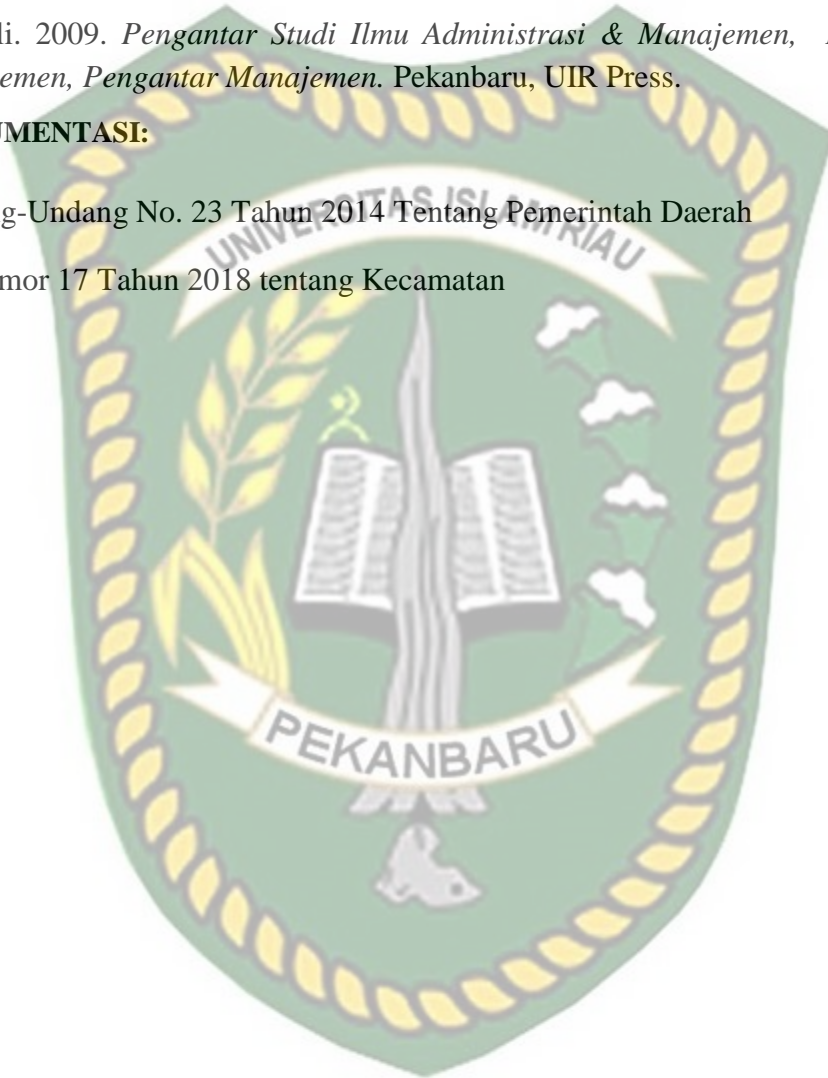 li. 2009. Pengantar Studi Ilmu Administrasi & Manajemen,
emen, Pengantar Manajemen. Pekanbaru, UIR Press.
UMENTASI:
g-Undang No. 23 Tahun 2014 Tentang Pemerintah Daerah
mor 17 Tahun 2018 tentang Kecamatan
UNIVERSITAS ISLAM RIAU
PEKANBARU